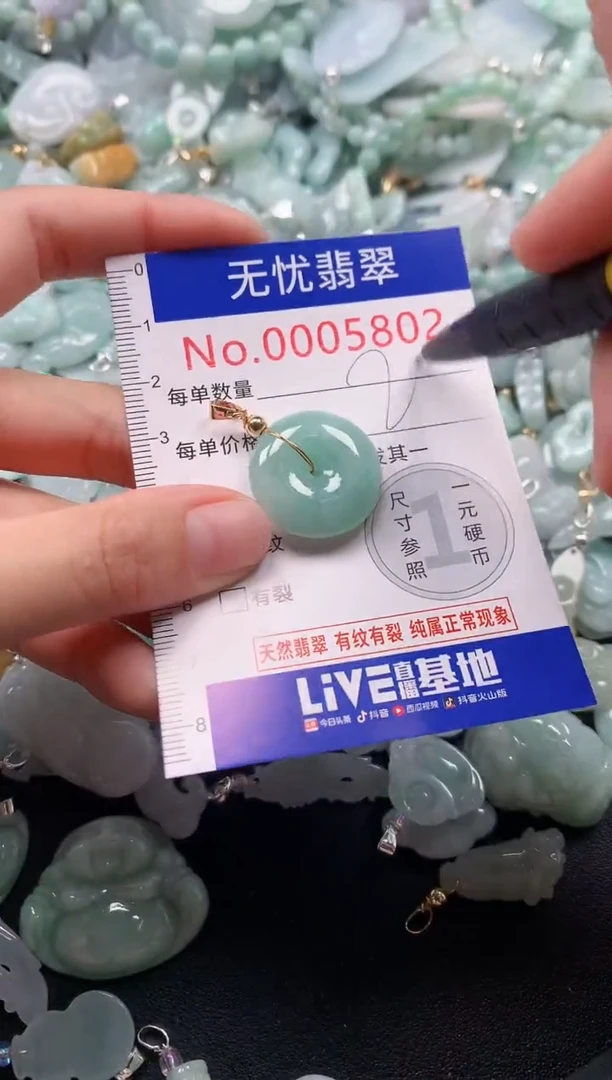 0
无忧翡翠
1
No.0005802
2
每单数量
3
每单价格
发其一
尺寸参照
1
一元硬币
纹
6
有裂
天然翡翠 有纹有裂 纯属正常现象
LiVE直播基地
8
今日头条 抖音 西瓜视频 抖音火山版